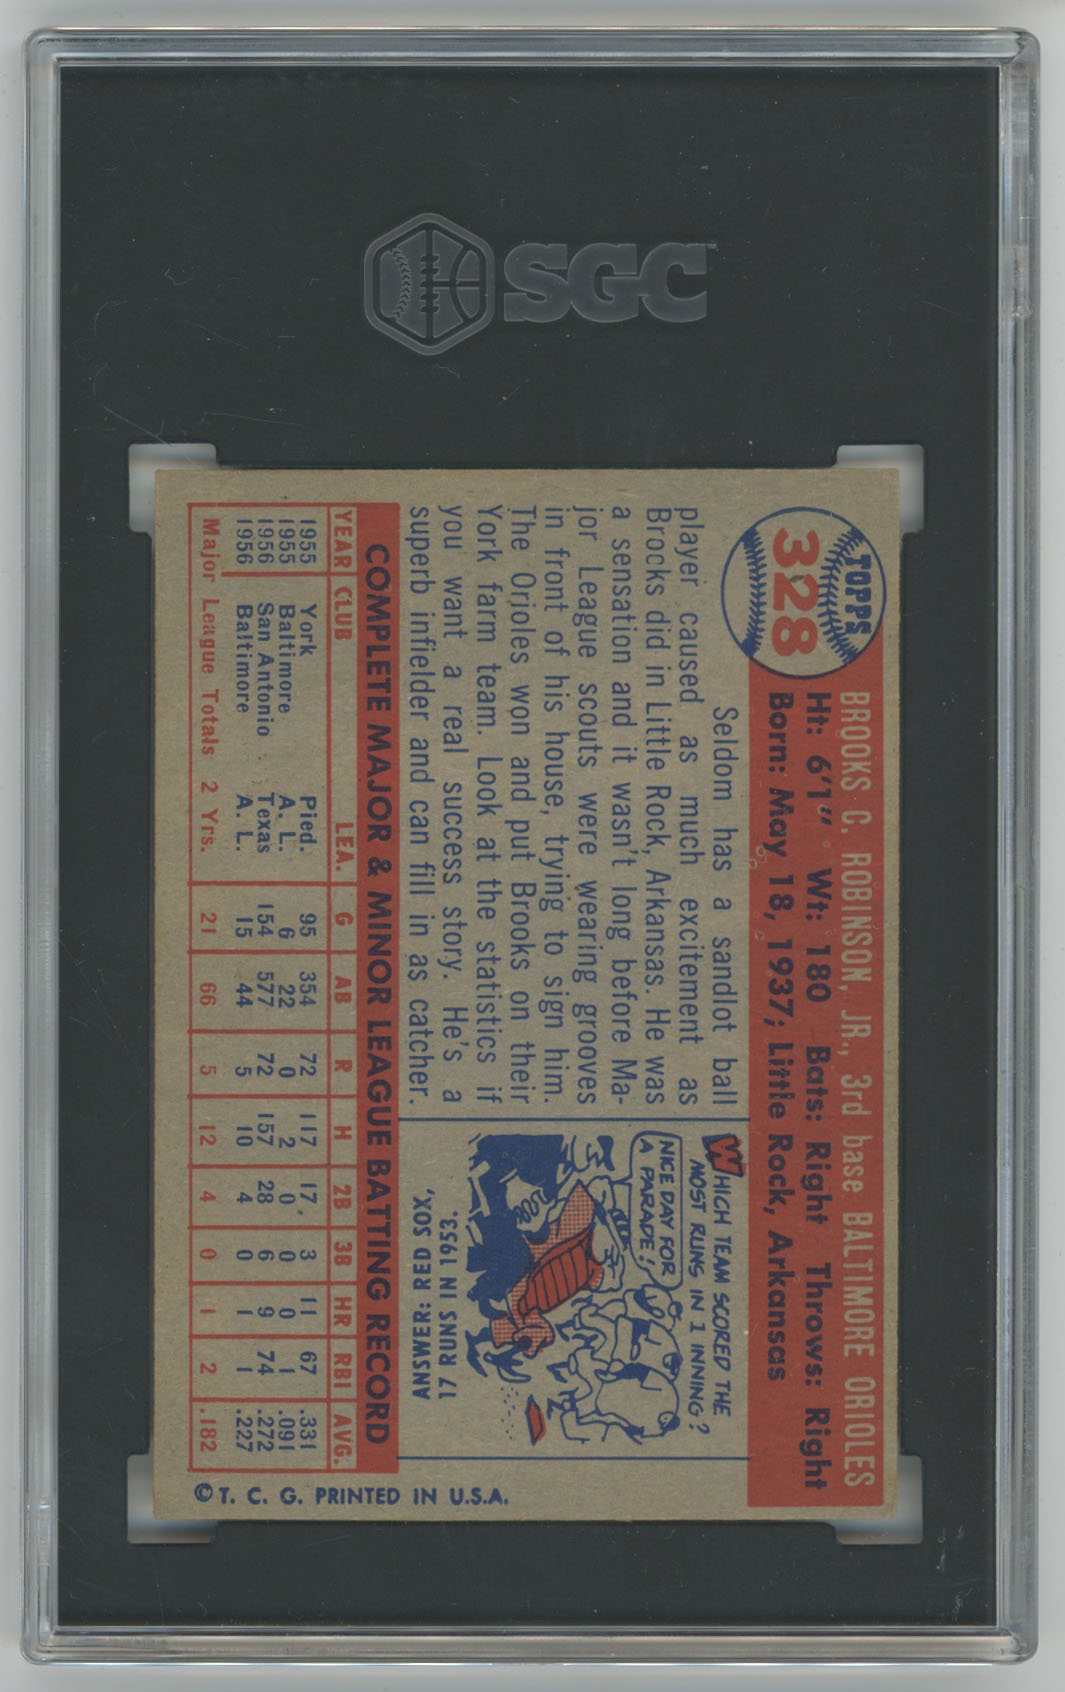 SGC
TOPPS
328
BROOKS C. ROBINSON, JR., 3rd base BALTIMORE ORIOLES
Ht: 6'1" Wt: 180 Bats: Right Throws: Right
Born: May 18, 1937; Little Rock, Arkansas
Seldom has a sandlot ball
player caused as much excitement as
Brocks did in Little Rock, Arkansas. He was
a sensation and it wasn't long before Ma-
jor League scouts were wearing grooves
in front of his house, trying to sign him.
The Orioles won and put Brooks on their
York farm team. Look at the statistics if
you want a real success story. He's a
superb infielder and can fill in as catcher.
WHICH TEAM SCORED THE
MOST RUNS IN 1 INNING?
NICE DAY FOR
A PARADE!
ANSWER: RED SOX,
17 RUNS IN 1953.
COMPLETE MAJOR & MINOR LEAGUE BATTING RECORD
YEAR CLUB LEA. G AB R H 2B 3B HR RBI AVG.
1955 York Pied. 95 354 72 117 17 3 11 67 .331
1955 Baltimore A. L. 6 22 0 2 0 0 0 1 .091
1956 San Antonio Texas 154 577 72 157 28 6 9 74 .272
1956 Baltimore A. L. 15 44 5 10 4 0 1 1 .227
Major League Totals 2 Yrs. 21 66 5 12 4 0 1 2 .182
© T. C. G. PRINTED IN U.S.A.